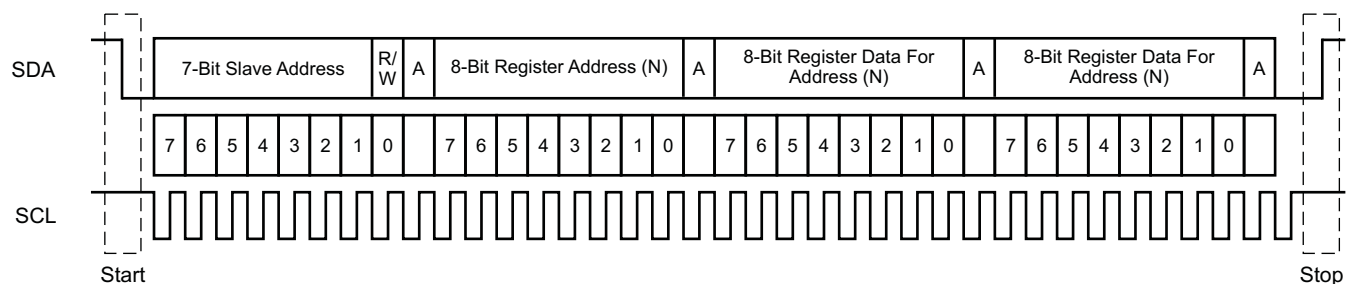 SDA
7-Bit Slave Address
R/
W
A
8-Bit Register Address (N)
A
8-Bit Register Data For
Address (N)
A
8-Bit Register Data For
Address (N)
A
7 6 5 4 3 2 1 0 7 6 5 4 3 2 1 0 7 6 5 4 3 2 1 0 7 6 5 4 3 2 1 0
SCL
Start
Stop